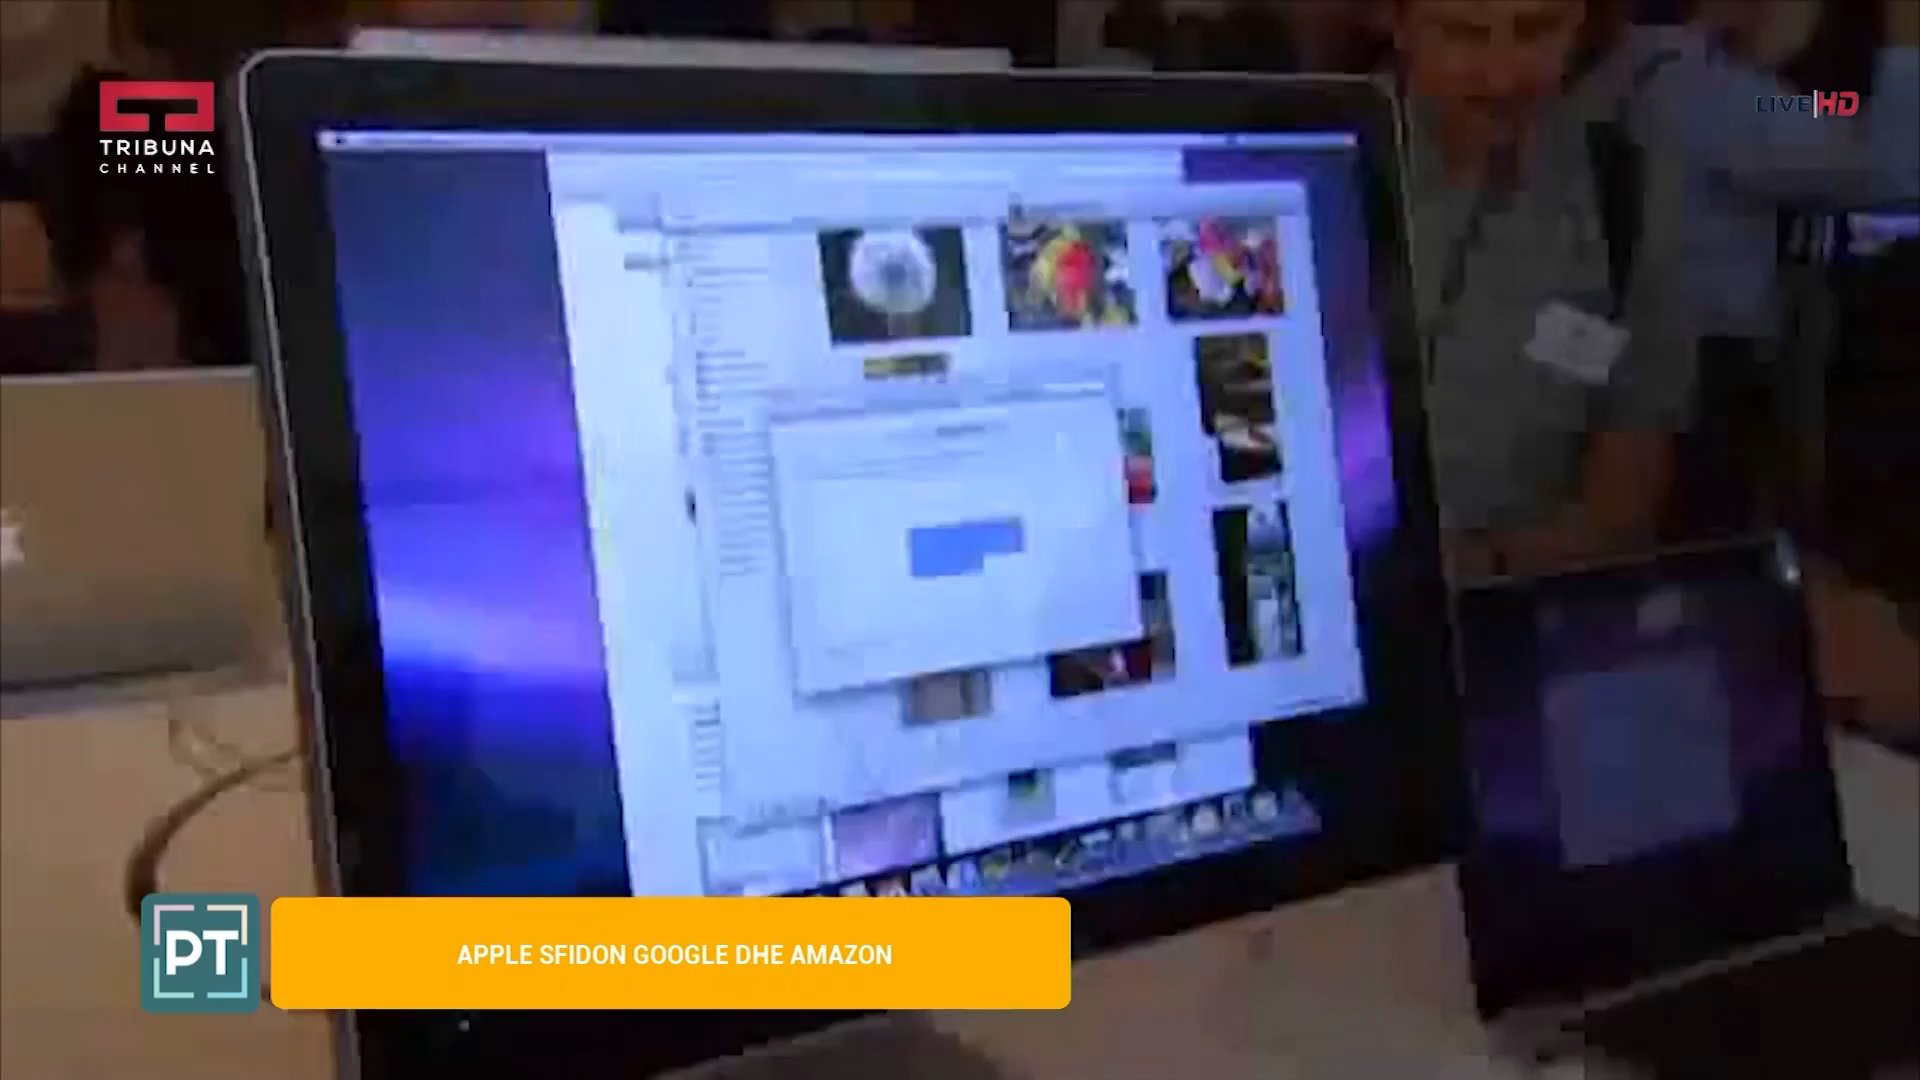 TRIBUNA
CHANNEL
LIVE|HD
PT
APPLE SFIDON GOOGLE DHE AMAZON